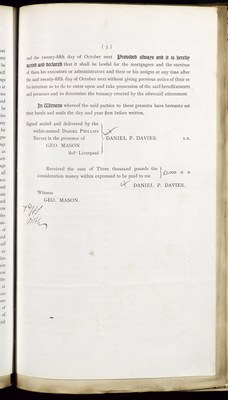 ( 3 )
and the twenty-fifth day of October next Provided always and it is hereby
agreed and declared that it shall be lawful for the mortgagees and the survivor
of them his executors or administrators and their or his assigns at any time after
the said twenty-fifth day of October without giving previous notice of their or
his intention so to do to enter upon and take possession of the said hereditaments
and premises and to determine the tenancy created by the aforesaid attornment
In Witness whereof the said parties to these presents have hereunto set
their hands and seals the day and year first before written.
Signed sealed and delivered by the
within-named DANIEL PHILLIPS
DAVIES in the presence of
DANIEL P. DAVIES. L.S.
GEO. MASON
Solr Liverpool
Received the sum of Three thousand pounds the
consideration money within expressed to be paid to me
£3,000 0 0
DANIEL P. DAVIES.
Witness
GEO. MASON.